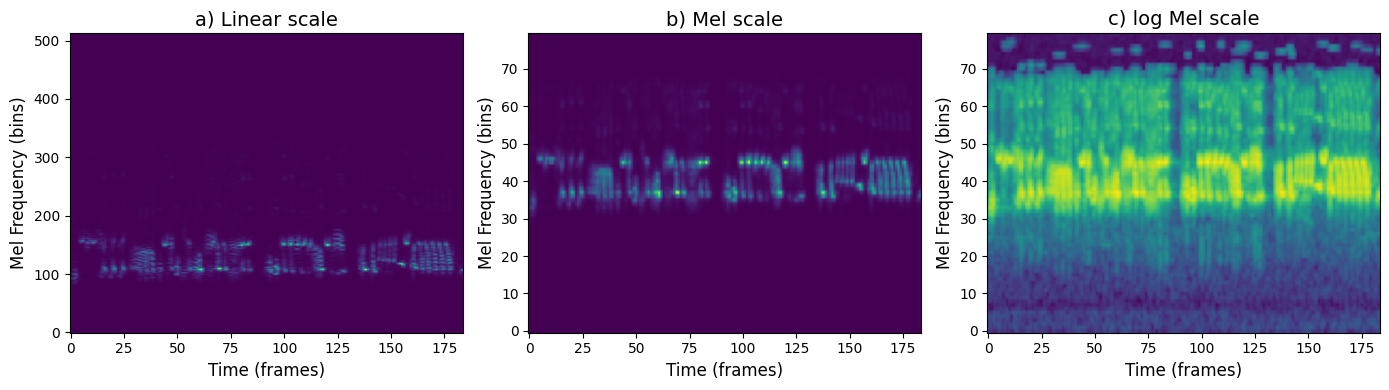 a) Linear scale
Mel Frequency (bins)
500
400
300
200
100
0
0 25 50 75 100 125 150 175
Time (frames)
b) Mel scale
Mel Frequency (bins)
70
60
50
40
30
20
10
0
0 25 50 75 100 125 150 175
Time (frames)
c) log Mel scale
Mel Frequency (bins)
70
60
50
40
30
20
10
0
0 25 50 75 100 125 150 175
Time (frames)